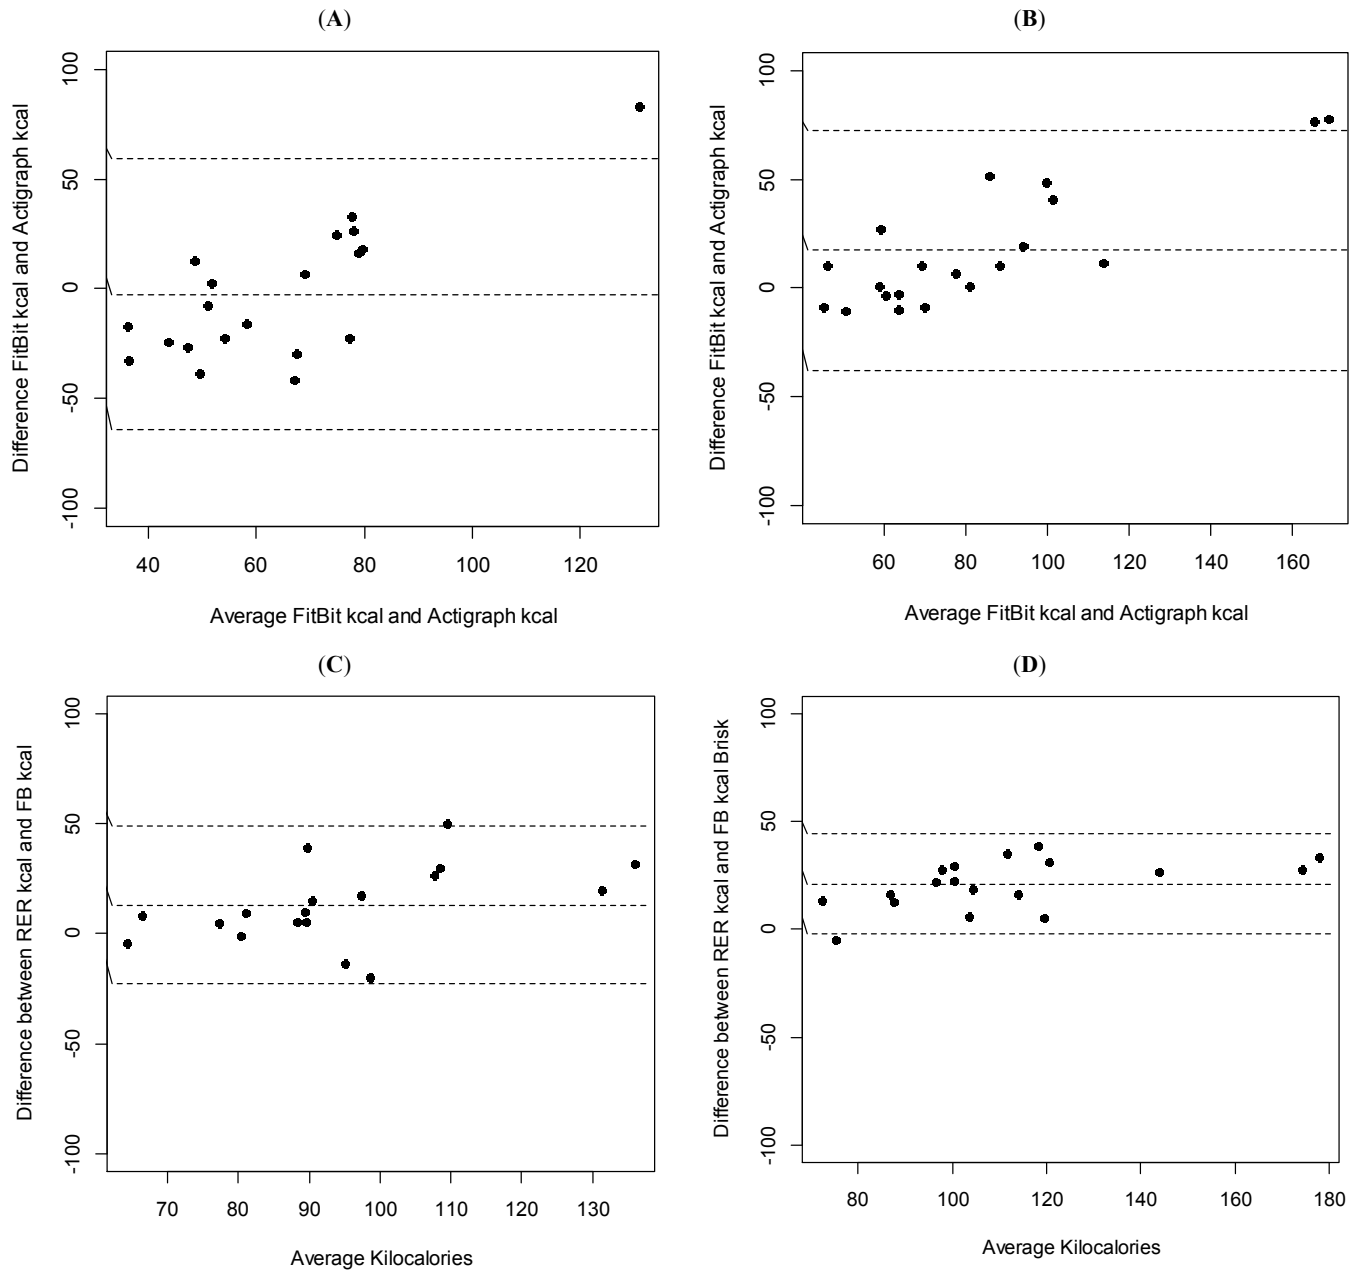 (A)
(B)
Difference FitBit kcal and Actigraph kcal
100
50
0
-50
-100
40 60 80 100 120
Average FitBit kcal and Actigraph kcal
Difference FitBit kcal and Actigraph kcal
100
50
0
-50
-100
60 80 100 120 140 160
Average FitBit kcal and Actigraph kcal
(C)
(D)
Difference between RER kcal and FB kcal
100
50
0
-50
-100
70 80 90 100 110 120 130
Average Kilocalories
Difference between RER kcal and FB kcal Brisk
100
50
0
-50
-100
80 100 120 140 160 180
Average Kilocalories